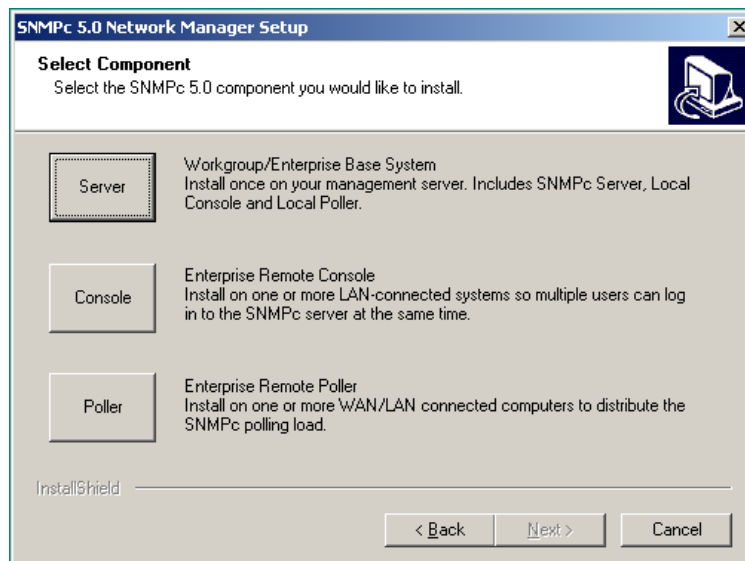 SNMPc 5.0 Network Manager Setup
Select Component
Select the SNMPc 5.0 component you would like to install.
Server
Workgroup/Enterprise Base System
Install once on your management server. Includes SNMPc Server, Local
Console and Local Poller.
Console
Enterprise Remote Console
Install on one or more LAN-connected systems so multiple users can log
in to the SNMPc server at the same time.
Poller
Enterprise Remote Poller
Install on one or more WAN/LAN connected computers to distribute the
SNMPc polling load.
InstallShield
< Back
Next >
Cancel